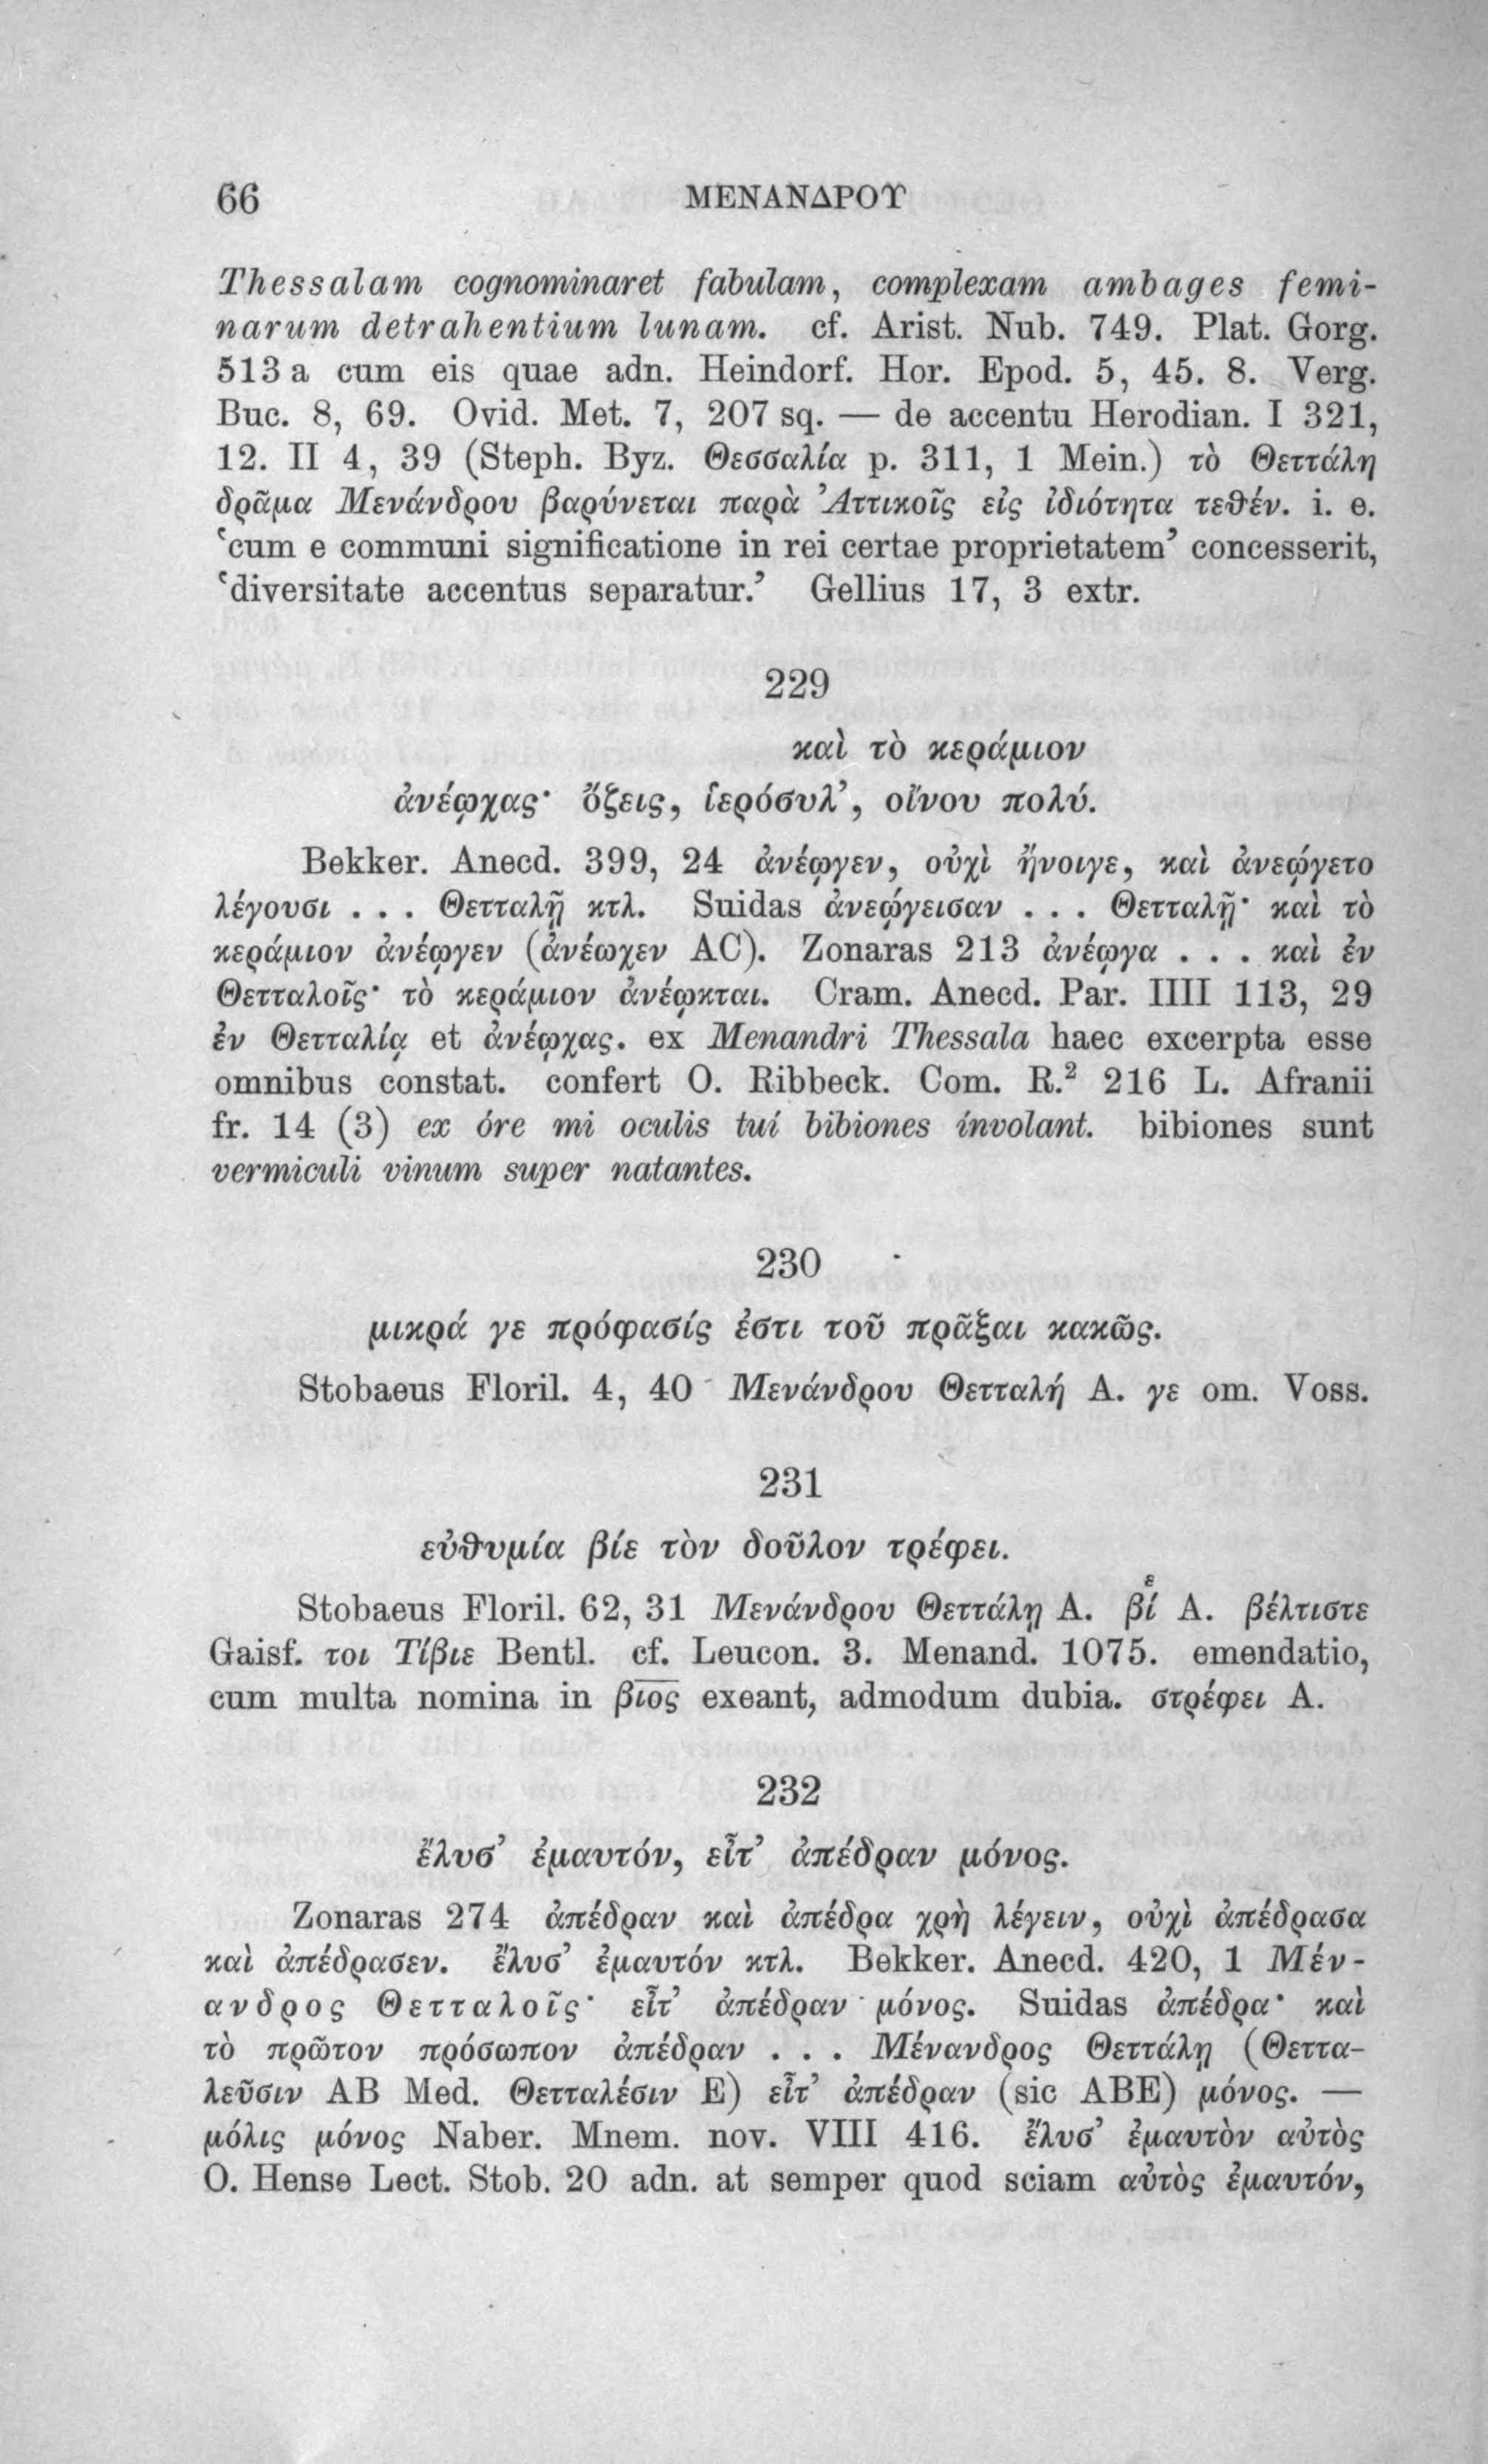 66 ΜΕΝΑΝΔΡΟΥ
Thessalam cognominaret fabulam, complexam ambages femi-
narum detrahentium lunam. cf. Arist. Nub. 749. Plat. Gorg.
513 a cum eis quae adn. Heindorf. Hor. Epod. 5, 45. 8. Verg.
Buc. 8, 69. Ovid. Met. 7, 207 sq. — de accentu Herodian. I 321,
12. II 4, 39 (Steph. Byz. Θεσσαλία p. 311, 1 Mein.) τὸ Θεττάλη
δρᾶμα Μενάνδρου βαρύνεται παρὰ Ἀττικοῖς εἰς ἰδιότητα τεθέν. i. e.
‘cum e communi significatione in rei certae proprietatem’ concesserit,
‘diversitate accentus separatur.’ Gellius 17, 3 extr.
229
καὶ τὸ κεράμιον
ἀνέῳχας· ὄζεις, ἱερόσυλ’, οἴνου πολύ.
Bekker. Anecd. 399, 24 ἀνέῳγεν, οὐχὶ ἤνοιγε, καὶ ἀνεῴγετο
λέγουσι . . . Θετταλῇ κτλ. Suidas ἀνεῴγεισαν . . . Θετταλῇ· καὶ τὸ
κεράμιον ἀνέῳγεν (ἀνέωχεν AC). Zonaras 213 ἀνέῳγα . . . καὶ ἐν
Θετταλοῖς· τὸ κεράμιον ἀνέῳκται. Cram. Anecd. Par. IIII 113, 29
ἐν Θετταλίᾳ et ἀνέῳχας. ex Menandri Thessala haec excerpta esse
omnibus constat. confert O. Ribbeck. Com. R.² 216 L. Afranii
fr. 14 (3) ex óre mi oculis tuí bibiones ínvolant. bibiones sunt
vermiculi vinum super natantes.
230
μικρά γε πρόφασίς ἐστι τοῦ πρᾶξαι κακῶς.
Stobaeus Floril. 4, 40 Μενάνδρου Θετταλή A. γε om. Voss.
231
εὐθυμία βίε τὸν δοῦλον τρέφει.
Stobaeus Floril. 62, 31 Μενάνδρου Θεττάλῃ A. βίᵉ A. βέλτιστε
Gaisf. τοι Τίβιε Bentl. cf. Leucon. 3. Menand. 1075. emendatio,
cum multa nomina in βῑος exeant, admodum dubia. στρέφει A.
232
ἔλυσ’ ἐμαυτόν, εἶτ’ ἀπέδραν μόνος.
Zonaras 274 ἀπέδραν καὶ ἀπέδρα χρὴ λέγειν, οὐχὶ ἀπέδρασα
καὶ ἀπέδρασεν. ἔλυσ’ ἐμαυτόν κτλ. Bekker. Anecd. 420, 1 Μέν-
ανδρος Θετταλοῖς· εἶτ’ ἀπέδραν μόνος. Suidas ἀπέδρα· καὶ
τὸ πρῶτον πρόσωπον ἀπέδραν . . . Μένανδρος Θεττάλῃ (Θεττα-
λεῦσιν AB Med. Θετταλέσιν E) εἶτ’ ἀπέδραν (sic ABE) μόνος. —
μόλις μόνος Naber. Mnem. nov. VIII 416. ἔλυσ’ ἐμαυτὸν αὐτὸς
O. Hense Lect. Stob. 20 adn. at semper quod sciam αὐτὸς ἐμαυτόν,